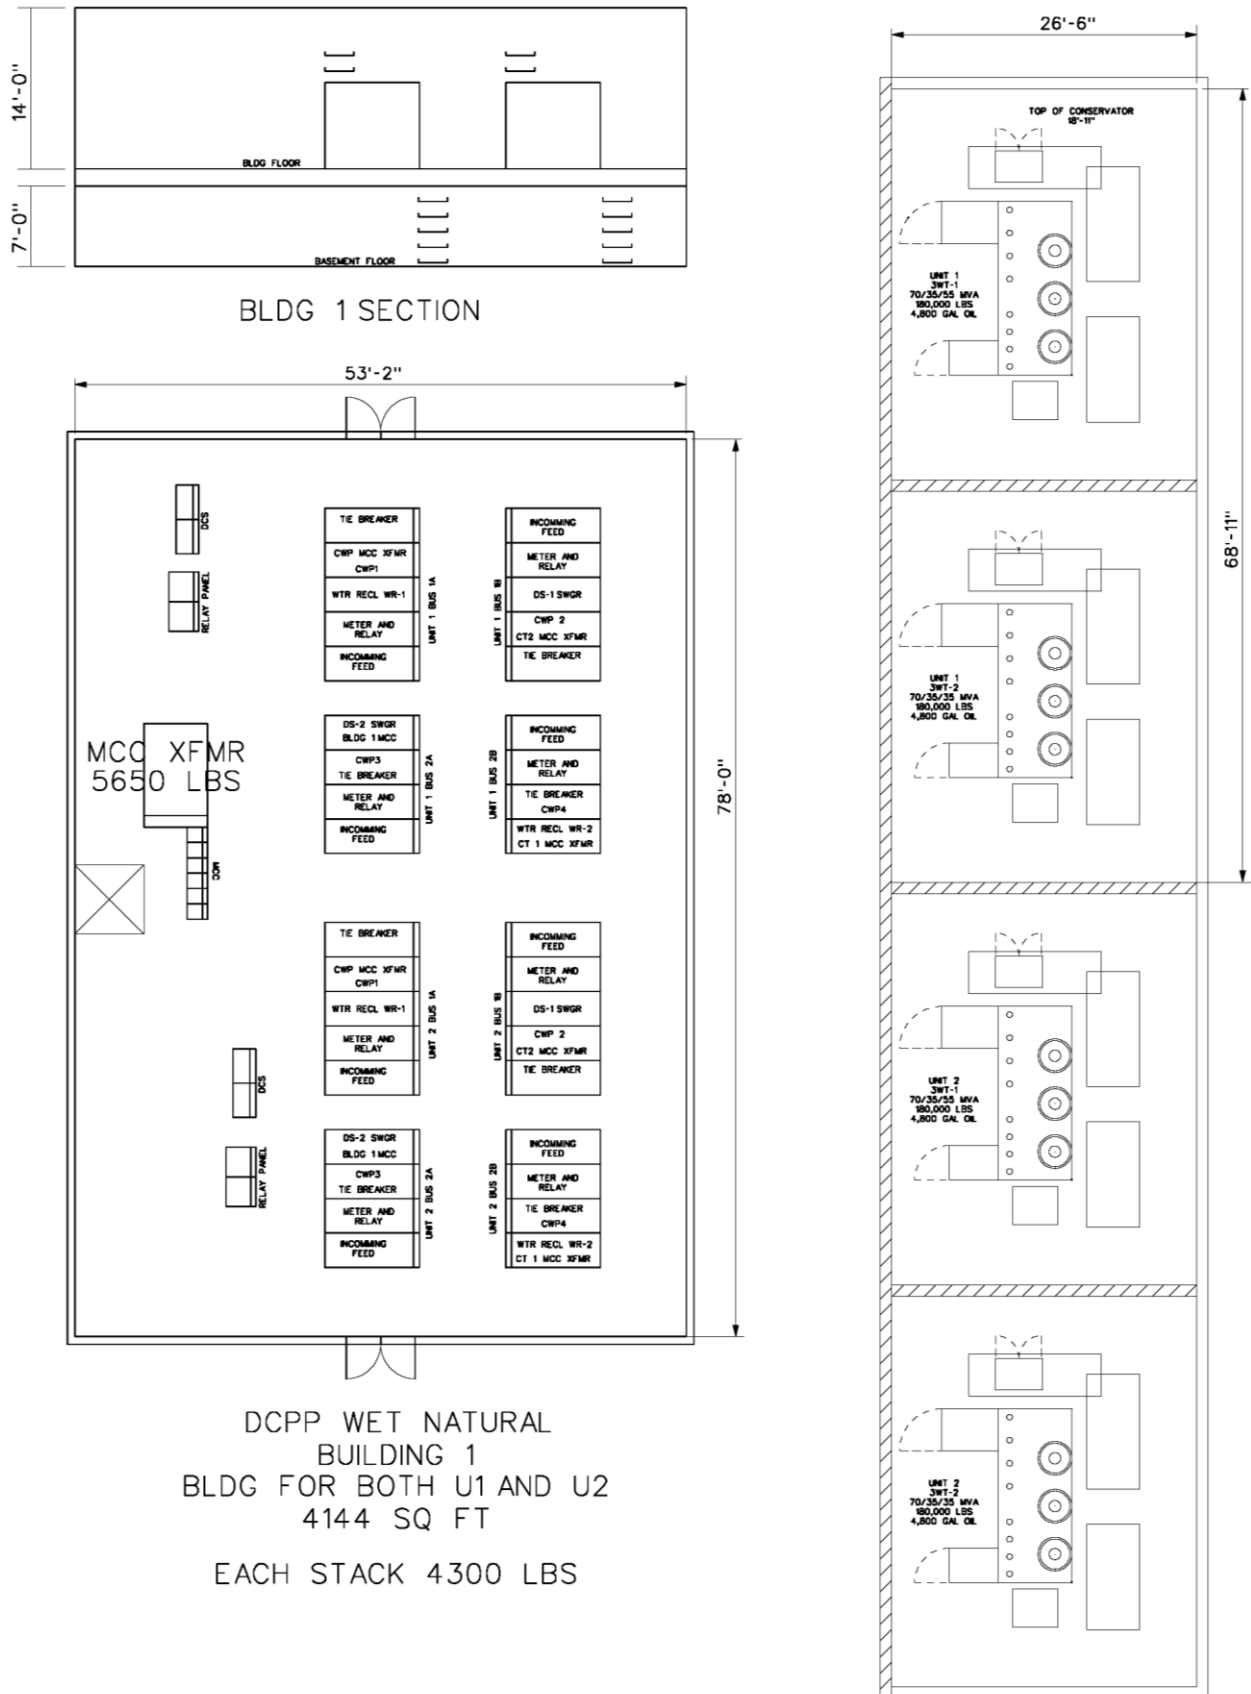 14'-0"
BLDG FLOOR
7'-0"
BASEMENT FLOOR
BLDG 1 SECTION
53'-2"
DCS
RELAY PANEL
MCC XFMR
5650 LBS
MCC
DCS
RELAY PANEL
TIE BREAKER
CWP MCC XFMR
CWP1
WTR RECL WR-1
METER AND
RELAY
INCOMMING
FEED
UNIT 1 BUS 1A
UNIT 1 BUS 1B
INCOMMING
FEED
METER AND
RELAY
DS-1 SWGR
CWP 2
CT2 MCC XFMR
TIE BREAKER
DS-2 SWGR
BLDG 1 MCC
CWP3
TIE BREAKER
METER AND
RELAY
INCOMMING
FEED
UNIT 1 BUS 2A
UNIT 1 BUS 2B
INCOMMING
FEED
METER AND
RELAY
TIE BREAKER
CWP4
WTR RECL WR-2
CT 1 MCC XFMR
TIE BREAKER
CWP MCC XFMR
CWP1
WTR RECL WR-1
METER AND
RELAY
INCOMMING
FEED
UNIT 2 BUS 1A
UNIT 2 BUS 1B
INCOMMING
FEED
METER AND
RELAY
DS-1 SWGR
CWP 2
CT2 MCC XFMR
TIE BREAKER
DS-2 SWGR
BLDG 1 MCC
CWP3
TIE BREAKER
METER AND
RELAY
INCOMMING
FEED
UNIT 2 BUS 2A
UNIT 2 BUS 2B
INCOMMING
FEED
METER AND
RELAY
TIE BREAKER
CWP4
WTR RECL WR-2
CT 1 MCC XFMR
78'-0"
DCPP WET NATURAL
BUILDING 1
BLDG FOR BOTH U1 AND U2
4144 SQ FT
EACH STACK 4300 LBS
26'-6"
TOP OF CONSERVATOR
18'-11"
UNIT 1
3WT-1
70/35/55 MVA
180,000 LBS
4,800 GAL OIL
68'-11"
UNIT 1
3WT-2
70/35/35 MVA
180,000 LBS
4,800 GAL OIL
UNIT 2
3WT-1
70/35/55 MVA
180,000 LBS
4,800 GAL OIL
UNIT 2
3WT-2
70/35/35 MVA
180,000 LBS
4,800 GAL OIL